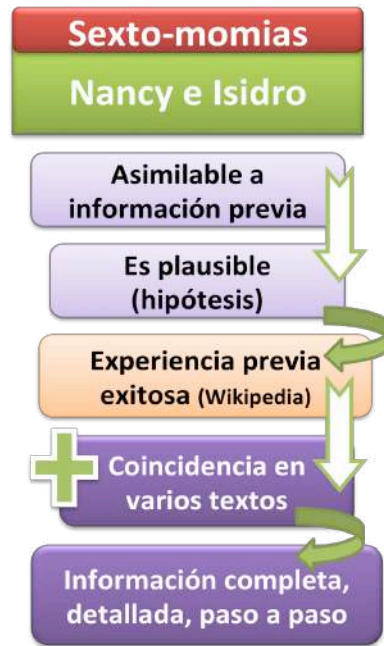 Sexto-momias
Nancy e Isidro
Asimilable a
información previa
Es plausible
(hipótesis)
Experiencia previa
exitosa (Wikipedia)
Coincidencia en
varios textos
Información completa,
detallada, paso a paso